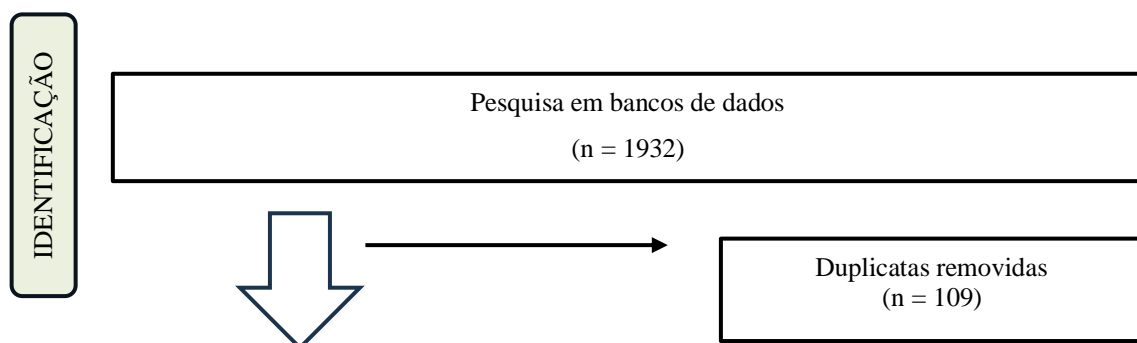 IDENTIFICAÇÃO
Pesquisa em bancos de dados
(n = 1932)
Duplicatas removidas
(n = 109)